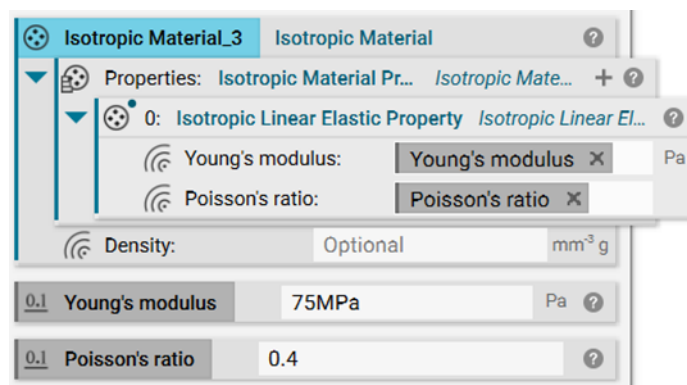 Isotropic Material_3 Isotropic Material ?
Properties: Isotropic Material Pr... Isotropic Mate... + ?
0: Isotropic Linear Elastic Property Isotropic Linear El... ?
Young's modulus: Young's modulus × Pa
Poisson's ratio: Poisson's ratio ×
Density: Optional mm⁻³ g
0.1 Young's modulus 75MPa Pa ?
0.1 Poisson's ratio 0.4 ?